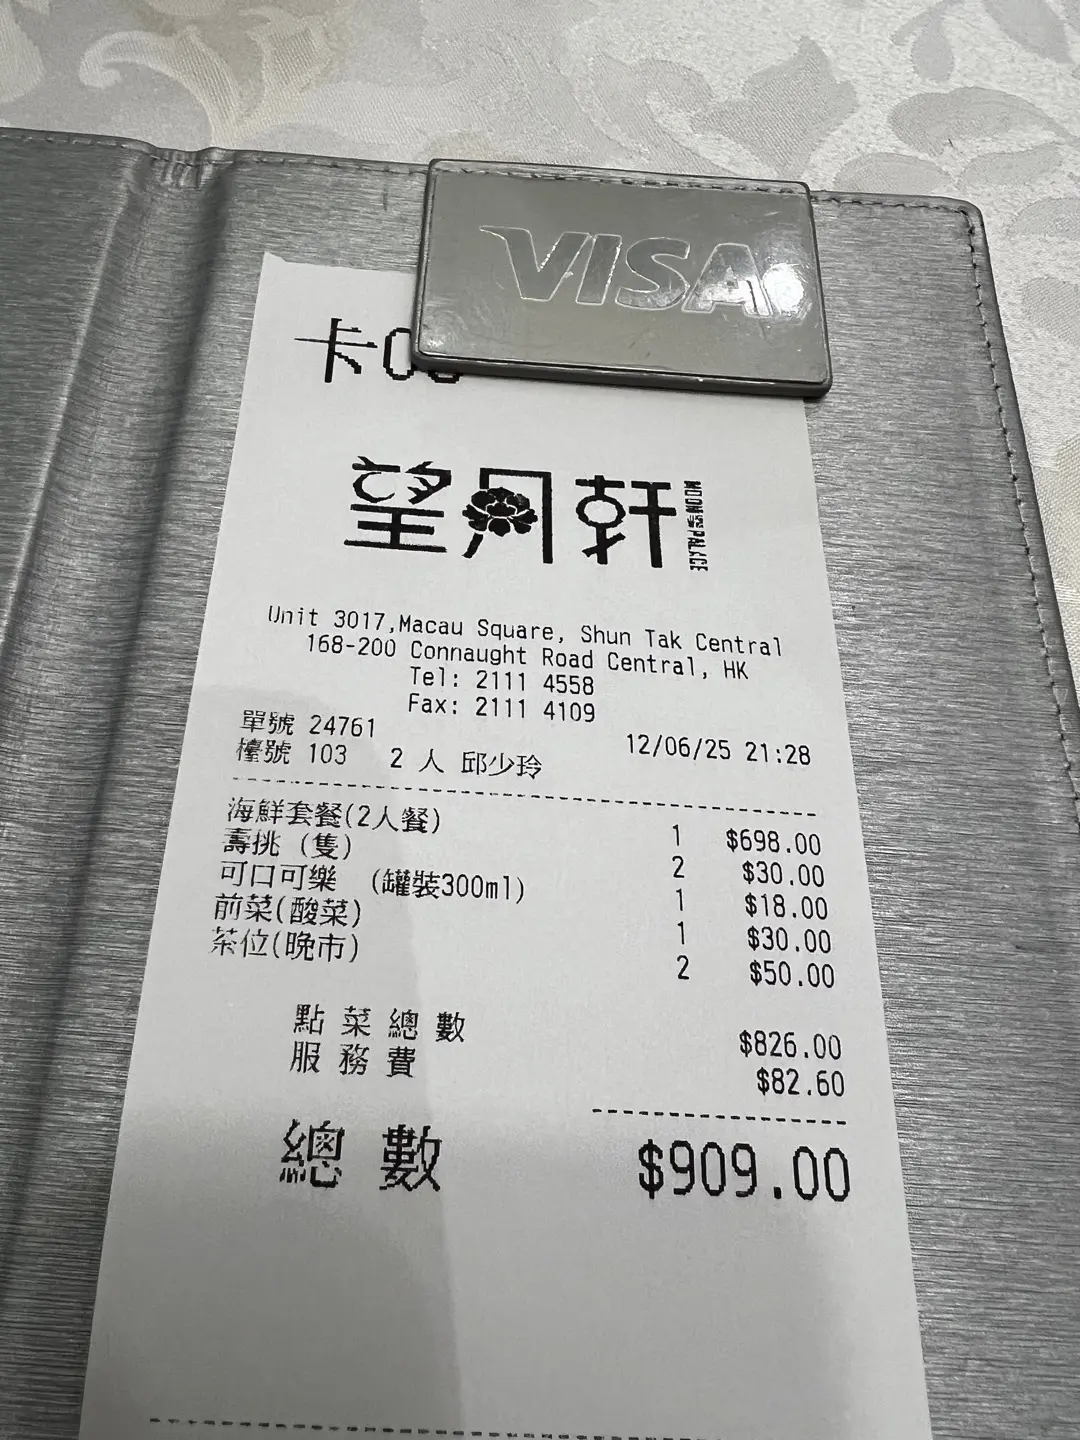 VISA
卡0
望月軒
MOON PALACE
Unit 3017,Macau Square, Shun Tak Central
168-200 Connaught Road Central, HK
Tel: 2111 4558
Fax: 2111 4109
單號 24761 12/06/25 21:28
檯號 103 2 人 邱少玲
海鮮套餐(2人餐) 1 $698.00
壽挑 (隻) 2 $30.00
可口可樂 (罐裝300ml) 1 $18.00
前菜(酸菜) 1 $30.00
茶位(晚市) 2 $50.00
點菜總數 $826.00
服務費 $82.60
總數 $909.00